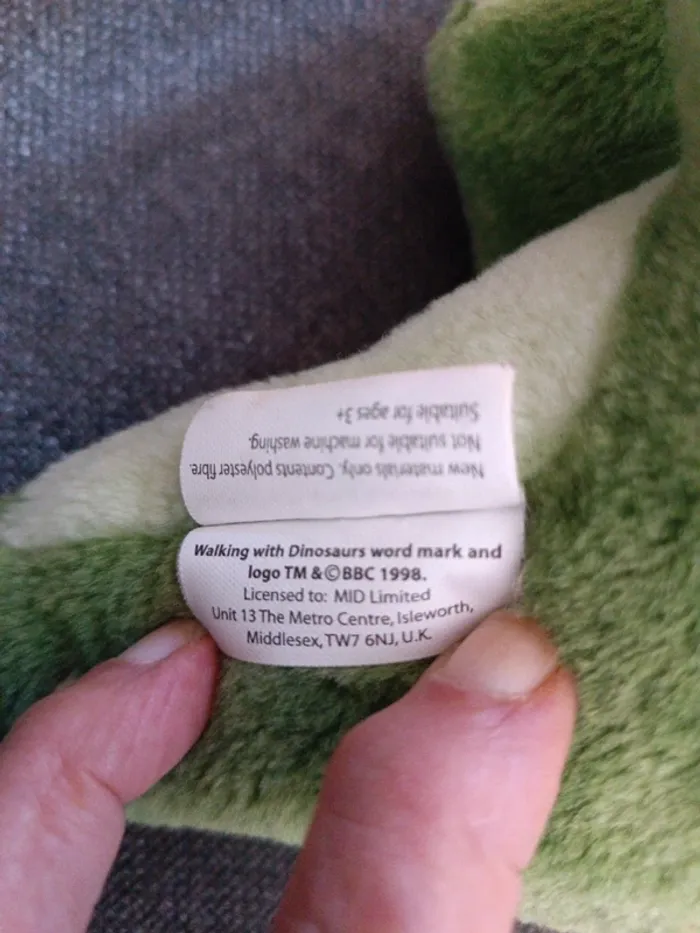 New materials only. Contents polyester fibre.
Not suitable for machine washing.
Suitable for ages 3+
Walking with Dinosaurs word mark and
logo TM &©BBC 1998.
Licensed to: MID Limited
Unit 13 The Metro Centre, Isleworth,
Middlesex, TW7 6NJ, U.K.